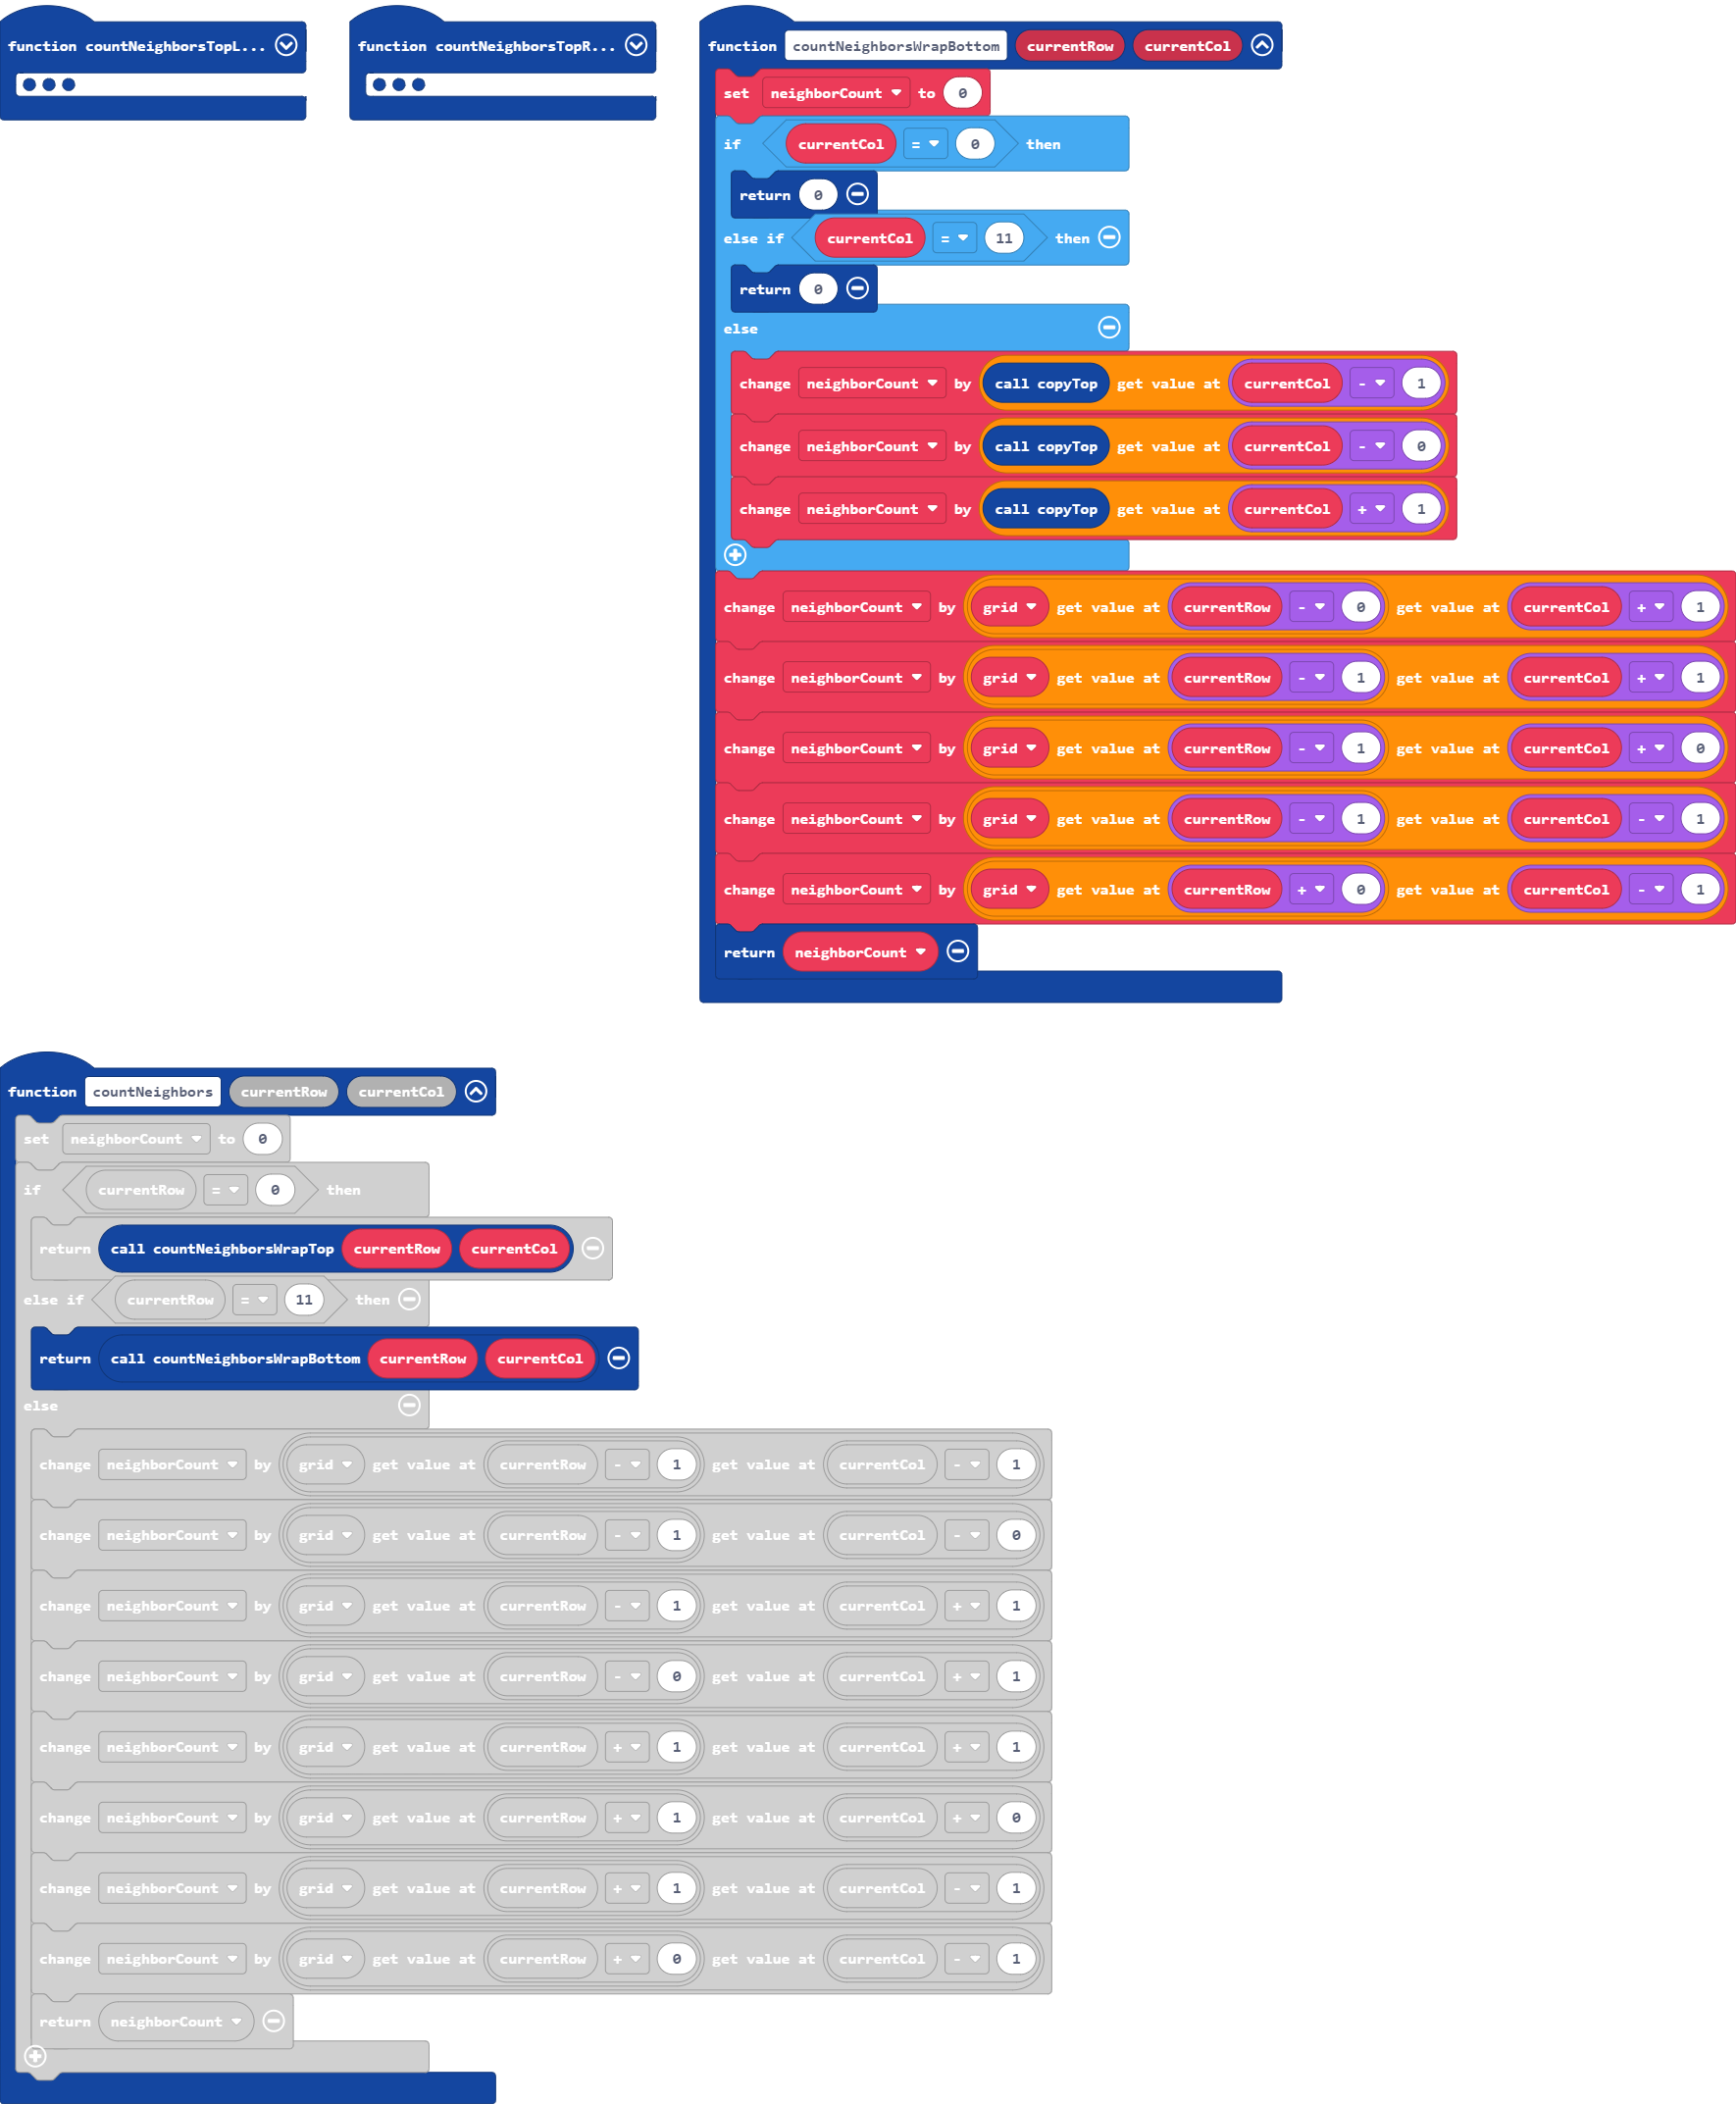 function countNeighborsTopL...
function countNeighborsTopR...
function countNeighborsWrapBottom currentRow currentCol
set neighborCount to 0
if currentCol = 0 then
return 0
else if currentCol = 11 then
return 0
else
change neighborCount by call copyTop get value at currentCol - 1
change neighborCount by call copyTop get value at currentCol - 0
change neighborCount by call copyTop get value at currentCol + 1
change neighborCount by grid get value at currentRow - 0 get value at currentCol + 1
change neighborCount by grid get value at currentRow - 1 get value at currentCol + 1
change neighborCount by grid get value at currentRow - 1 get value at currentCol + 0
change neighborCount by grid get value at currentRow - 1 get value at currentCol - 1
change neighborCount by grid get value at currentRow + 0 get value at currentCol - 1
return neighborCount
function countNeighbors currentRow currentCol
set neighborCount to 0
if currentRow = 0 then
return call countNeighborsWrapTop currentRow currentCol
else if currentRow = 11 then
return call countNeighborsWrapBottom currentRow currentCol
else
change neighborCount by grid get value at currentRow - 1 get value at currentCol - 1
change neighborCount by grid get value at currentRow - 1 get value at currentCol - 0
change neighborCount by grid get value at currentRow - 1 get value at currentCol + 1
change neighborCount by grid get value at currentRow - 0 get value at currentCol + 1
change neighborCount by grid get value at currentRow + 1 get value at currentCol + 1
change neighborCount by grid get value at currentRow + 1 get value at currentCol + 0
change neighborCount by grid get value at currentRow + 1 get value at currentCol - 1
change neighborCount by grid get value at currentRow + 0 get value at currentCol - 1
return neighborCount